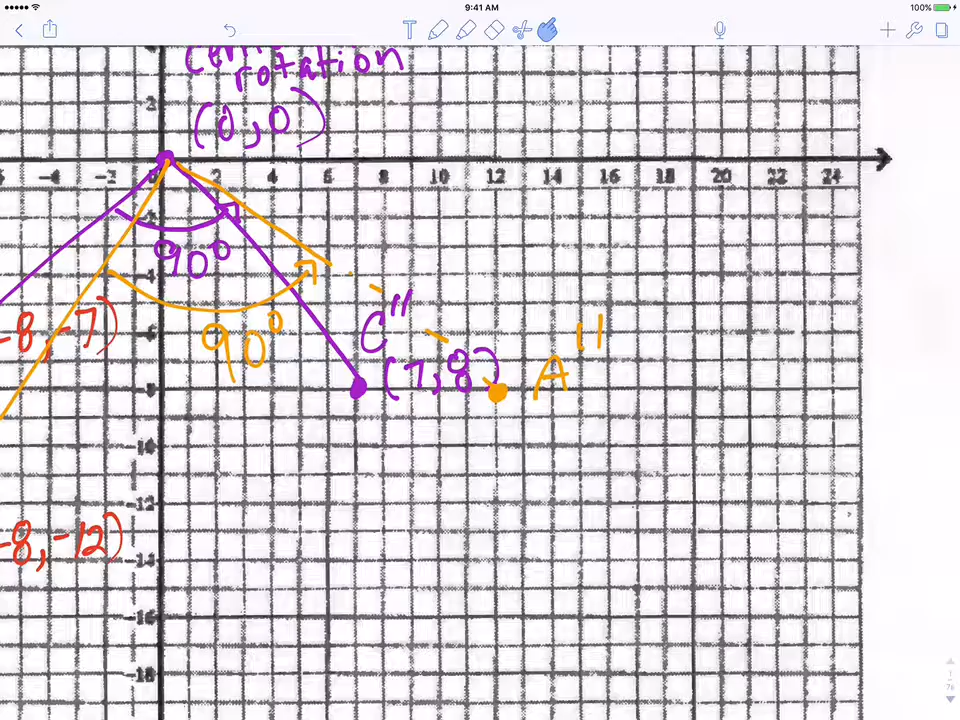 9:41 AM
100%
T
rotation
(0,0)
2
-4 -2 0 2 4 6 8 10 12 14 16 18 20 22 24
90°
-4
C"
90°
-8, -7)
-6
(7, 8)
A"
-8
-10
-12
-8, -12)
-14
-16
-18